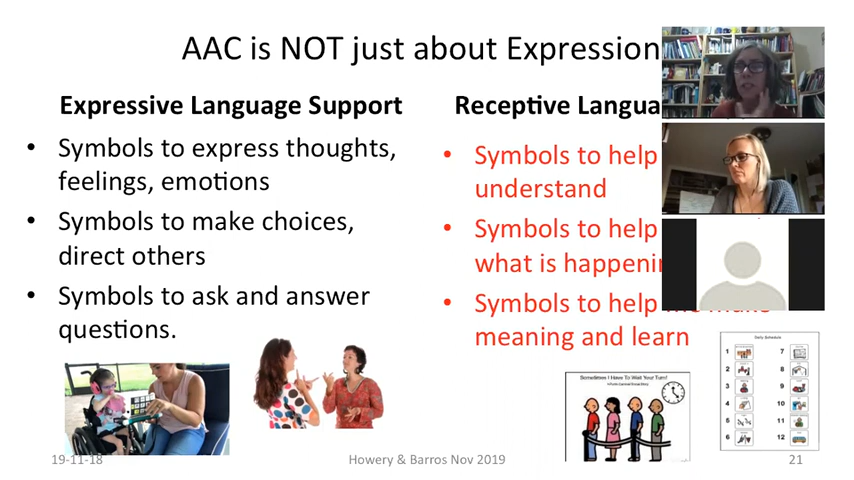 AAC is NOT just about Expression
Expressive Language Support
• Symbols to express thoughts,
feelings, emotions
• Symbols to make choices,
direct others
• Symbols to ask and answer
questions.
Receptive
• Symbols to help
understand
• Symbols to help
what is
• Symbols to help me make
meaning and learn
Sometimes I Have To Wait Your Turn!
Daily Schedule
1 7
2 8
3 9
4 10
5 11
6 12
19-11-18
Howery & Barros Nov 2019
21